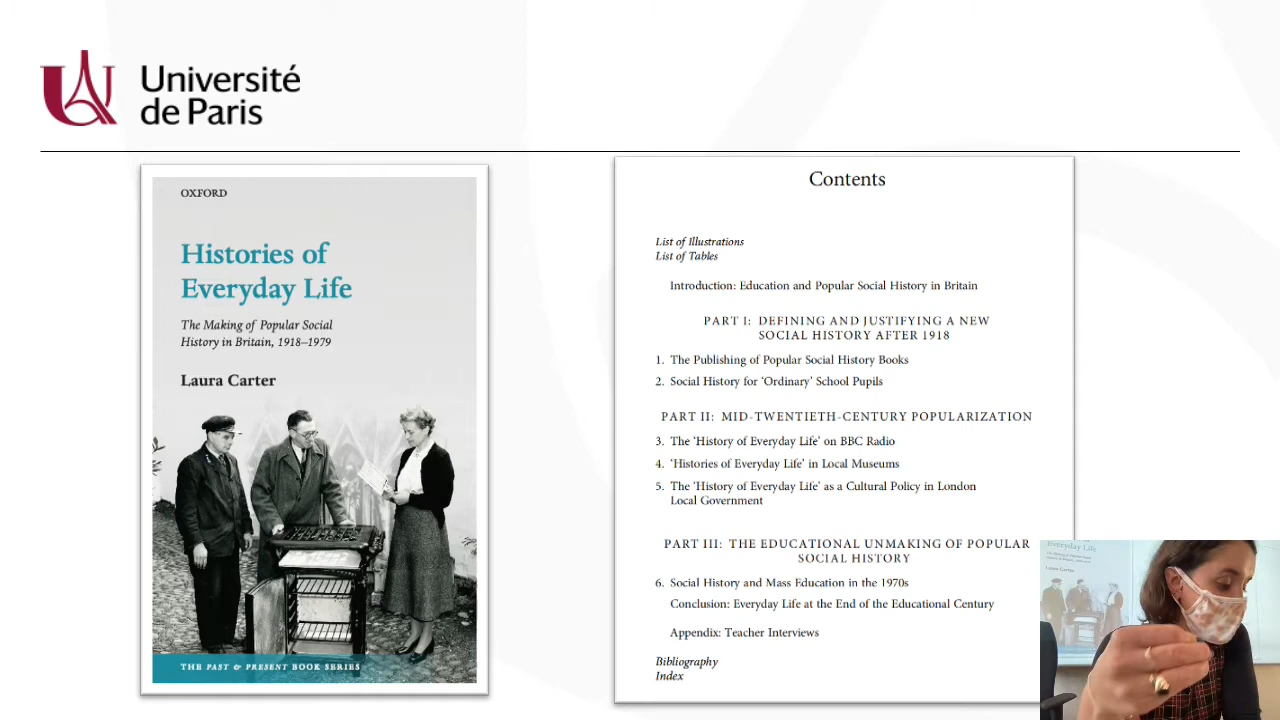 Université
de Paris
OXFORD
Histories of
Everyday Life
The Making of Popular Social
History in Britain, 1918–1979
Laura Carter
THE PAST & PRESENT BOOK SERIES
Contents
List of Illustrations
List of Tables
Introduction: Education and Popular Social History in Britain
PART I: DEFINING AND JUSTIFYING A NEW
SOCIAL HISTORY AFTER 1918
1. The Publishing of Popular Social History Books
2. Social History for ‘Ordinary’ School Pupils
PART II: MID-TWENTIETH-CENTURY POPULARIZATION
3. The ‘History of Everyday Life’ on BBC Radio
4. ‘Histories of Everyday Life’ in Local Museums
5. The ‘History of Everyday Life’ as a Cultural Policy in London
Local Government
PART III: THE EDUCATIONAL UNMAKING OF POPULAR
SOCIAL HISTORY
6. Social History and Mass Education in the 1970s
Conclusion: Everyday Life at the End of the Educational Century
Appendix: Teacher Interviews
Bibliography
Index
Everyday Life
Laura Carter